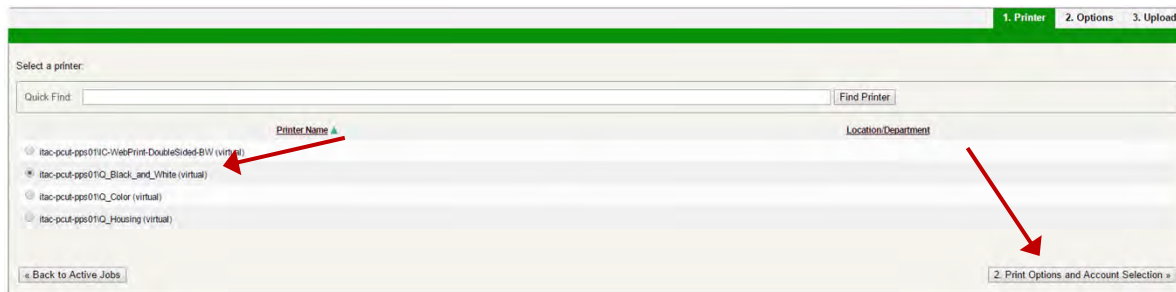 1. Printer 2. Options 3. Upload
Select a printer:
Quick Find: Find Printer
Printer Name Location/Department
itac-pcut-pps01\IC-WebPrint-DoubleSided-BW (virtual)
itac-pcut-pps01\Q_Black_and_White (virtual)
itac-pcut-pps01\Q_Color (virtual)
itac-pcut-pps01\Q_Housing (virtual)
« Back to Active Jobs 2. Print Options and Account Selection »